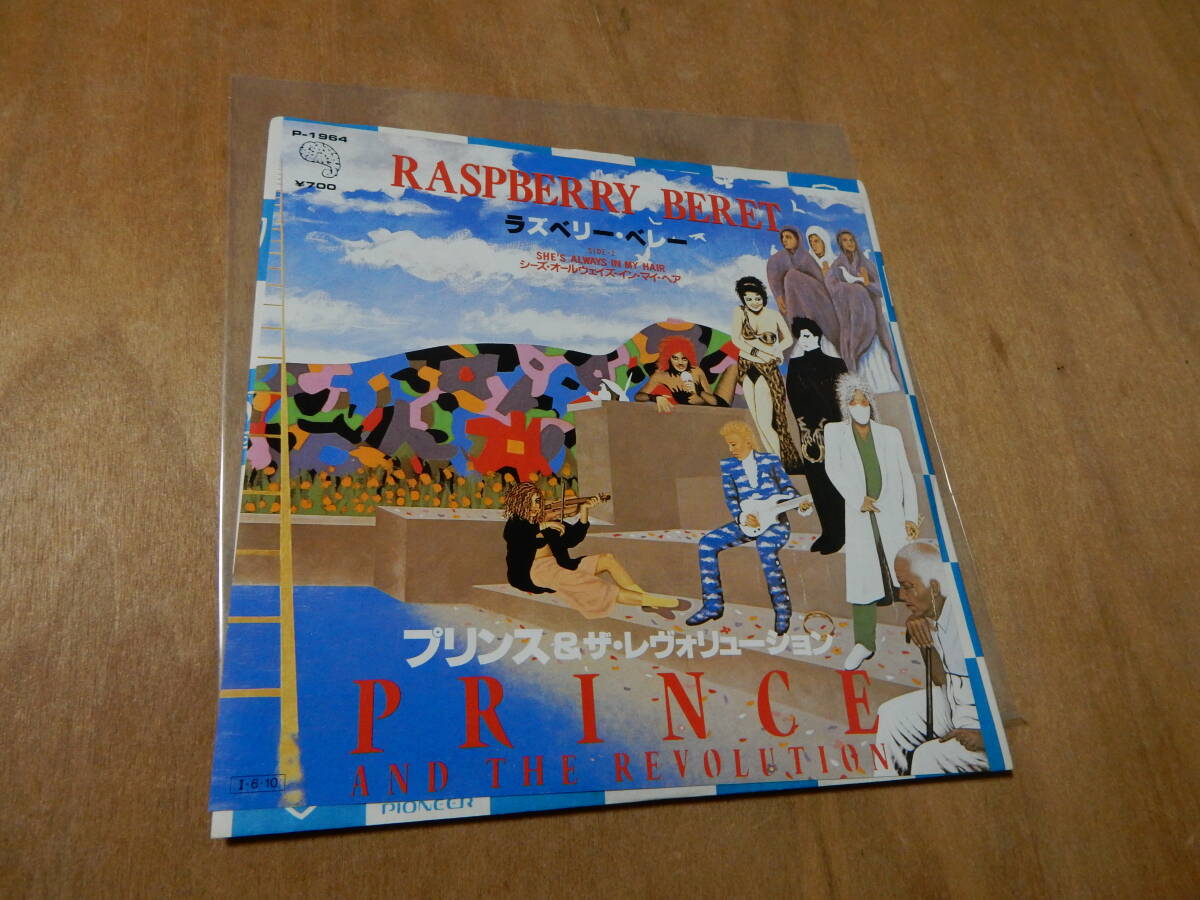 P-1964
¥700
RASPBERRY BERET
ラズベリー・ベレー
SIDE-2
SHE'S ALWAYS IN MY HAIR
シーズ・オールウェイズ・イン・マイ・ヘア
プリンス&ザ・レヴォリューション
PRINCE
AND THE REVOLUTION
I·6·10
PIONEER